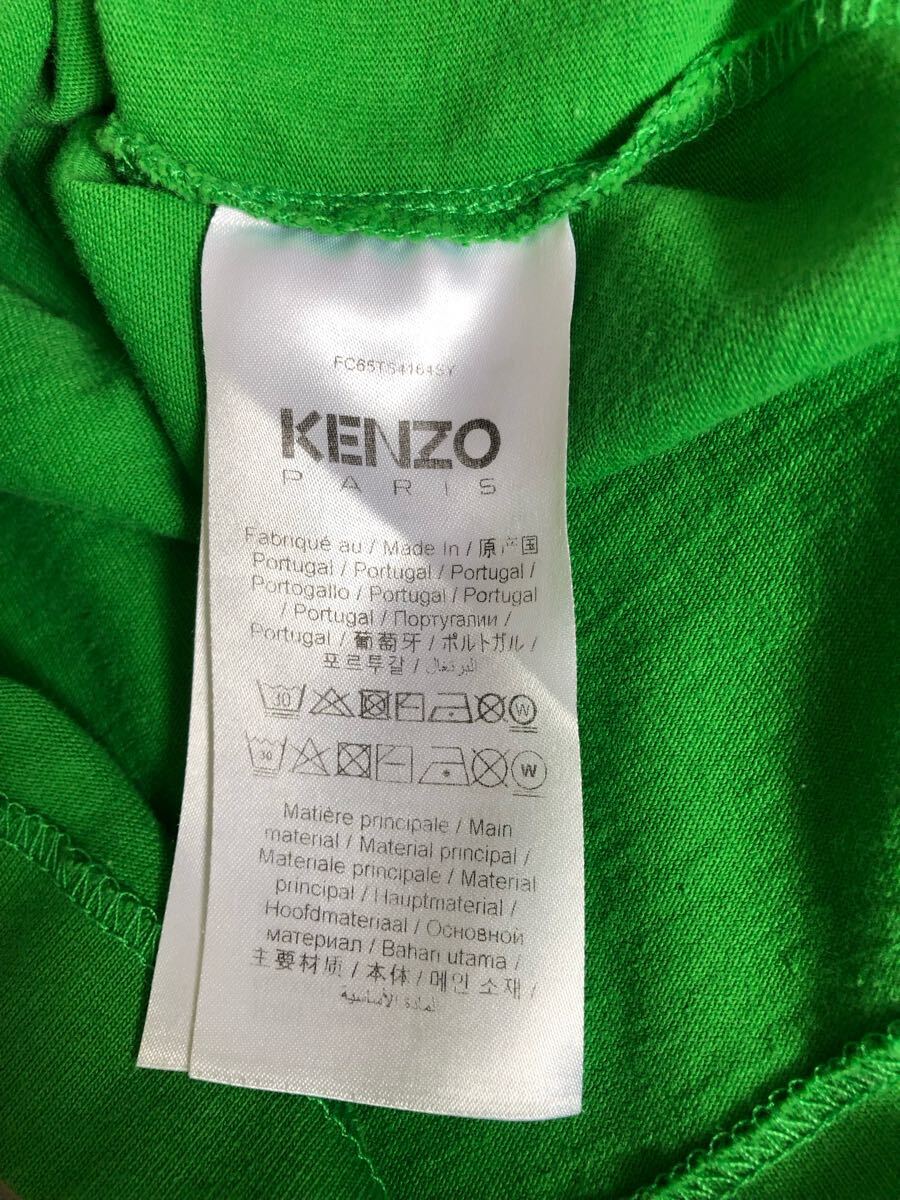 FC65TS4184SY
KENZO
PARIS
Fabriqué au / Made In / 原产国
Portugal / Portugal / Portugal /
Portogallo / Portugal / Portugal
/ Portugal / Португалии /
Portugal / 葡萄牙 / ポルトガル /
포르투갈 / البرتغال
30 W
30 W
Matière principale / Main
material / Material principal /
Materiale principale / Material
principal / Hauptmaterial /
Hoofdmateriaal / Основной
материал / Bahan utama /
主要材质 / 本体 / 메인 소재 /
المادة الأساسية